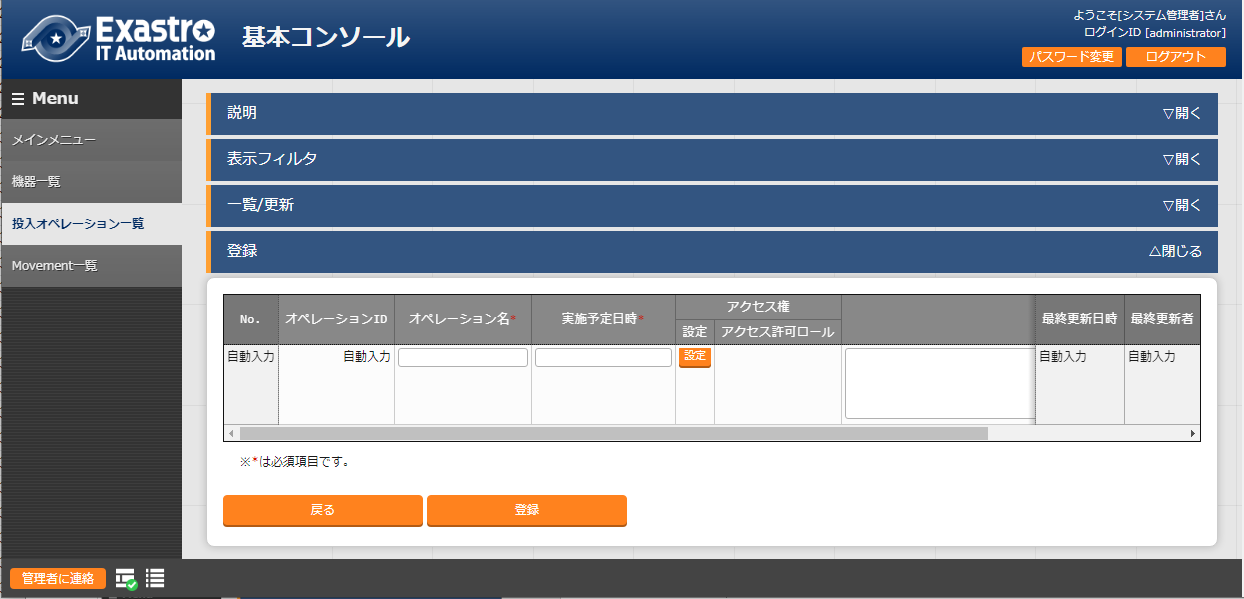 Exastro
IT Automation
基本コンソール
ようこそ[システム管理者]さん
ログインID [administrator]
パスワード変更 ログアウト
Menu
メインメニュー
機器一覧
投入オペレーション一覧
Movement一覧
説明 ▽開く
表示フィルタ ▽開く
一覧/更新 ▽開く
登録 △閉じる
No. オペレーションID オペレーション名* 実施予定日時* アクセス権 最終更新日時 最終更新者
設定 アクセス許可ロール
自動入力 自動入力 設定 自動入力 自動入力
※*は必須項目です。
戻る 登録
管理者に連絡